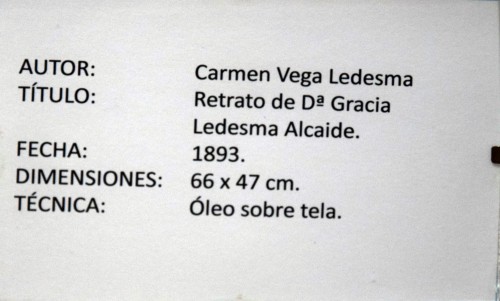 AUTOR: Carmen Vega Ledesma
TÍTULO: Retrato de Dª Gracia
Ledesma Alcaide.
FECHA: 1893.
DIMENSIONES: 66 x 47 cm.
TÉCNICA: Óleo sobre tela.